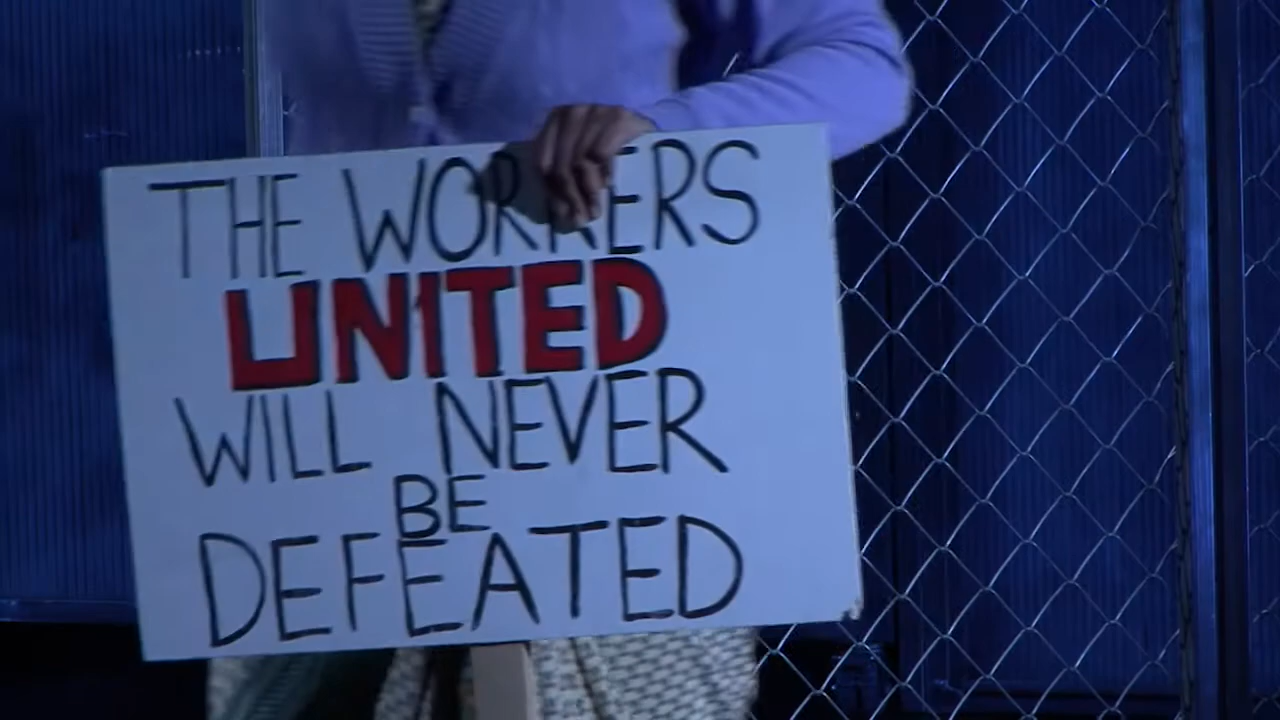 THE WORKERS
UNITED
WILL NEVER
BE
DEFEATED